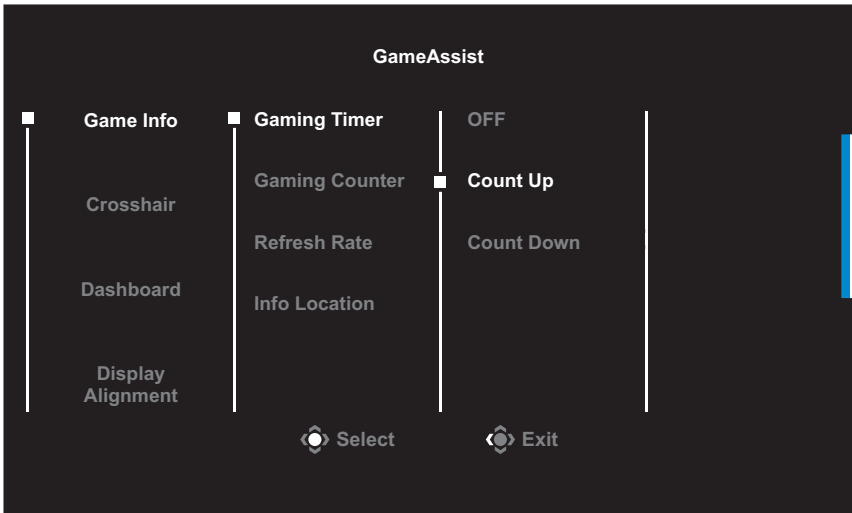 GameAssist
Game Info
Crosshair
Dashboard
Display
Alignment
Gaming Timer
Gaming Counter
Refresh Rate
Info Location
OFF
Count Up
Count Down
Select
Exit